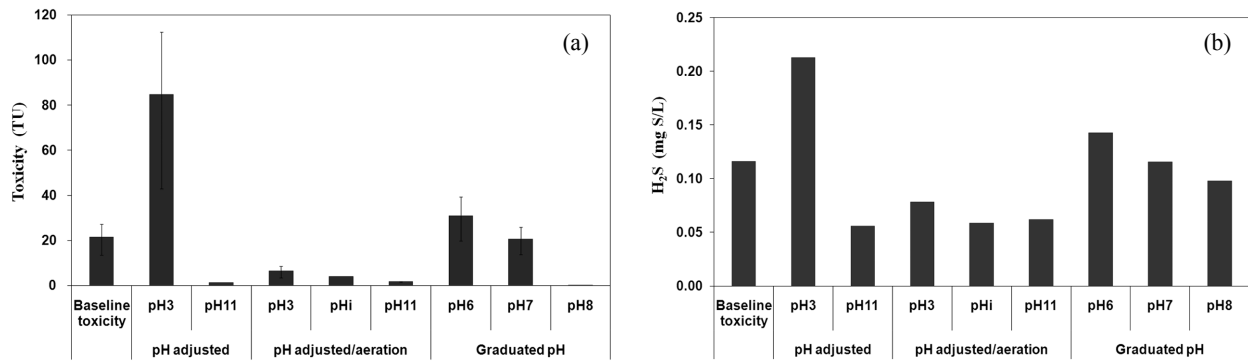 (a)
Toxicity (TU)
120
100
80
60
40
20
0
Baseline toxicity
pH3
pH11
pH3
pHi
pH11
pH6
pH7
pH8
pH adjusted
pH adjusted/aeration
Graduated pH
(b)
H₂S (mg S/L)
0.25
0.20
0.15
0.10
0.05
0.00
Baseline toxicity
pH3
pH11
pH3
pHi
pH11
pH6
pH7
pH8
pH adjusted
pH adjusted/aeration
Graduated pH